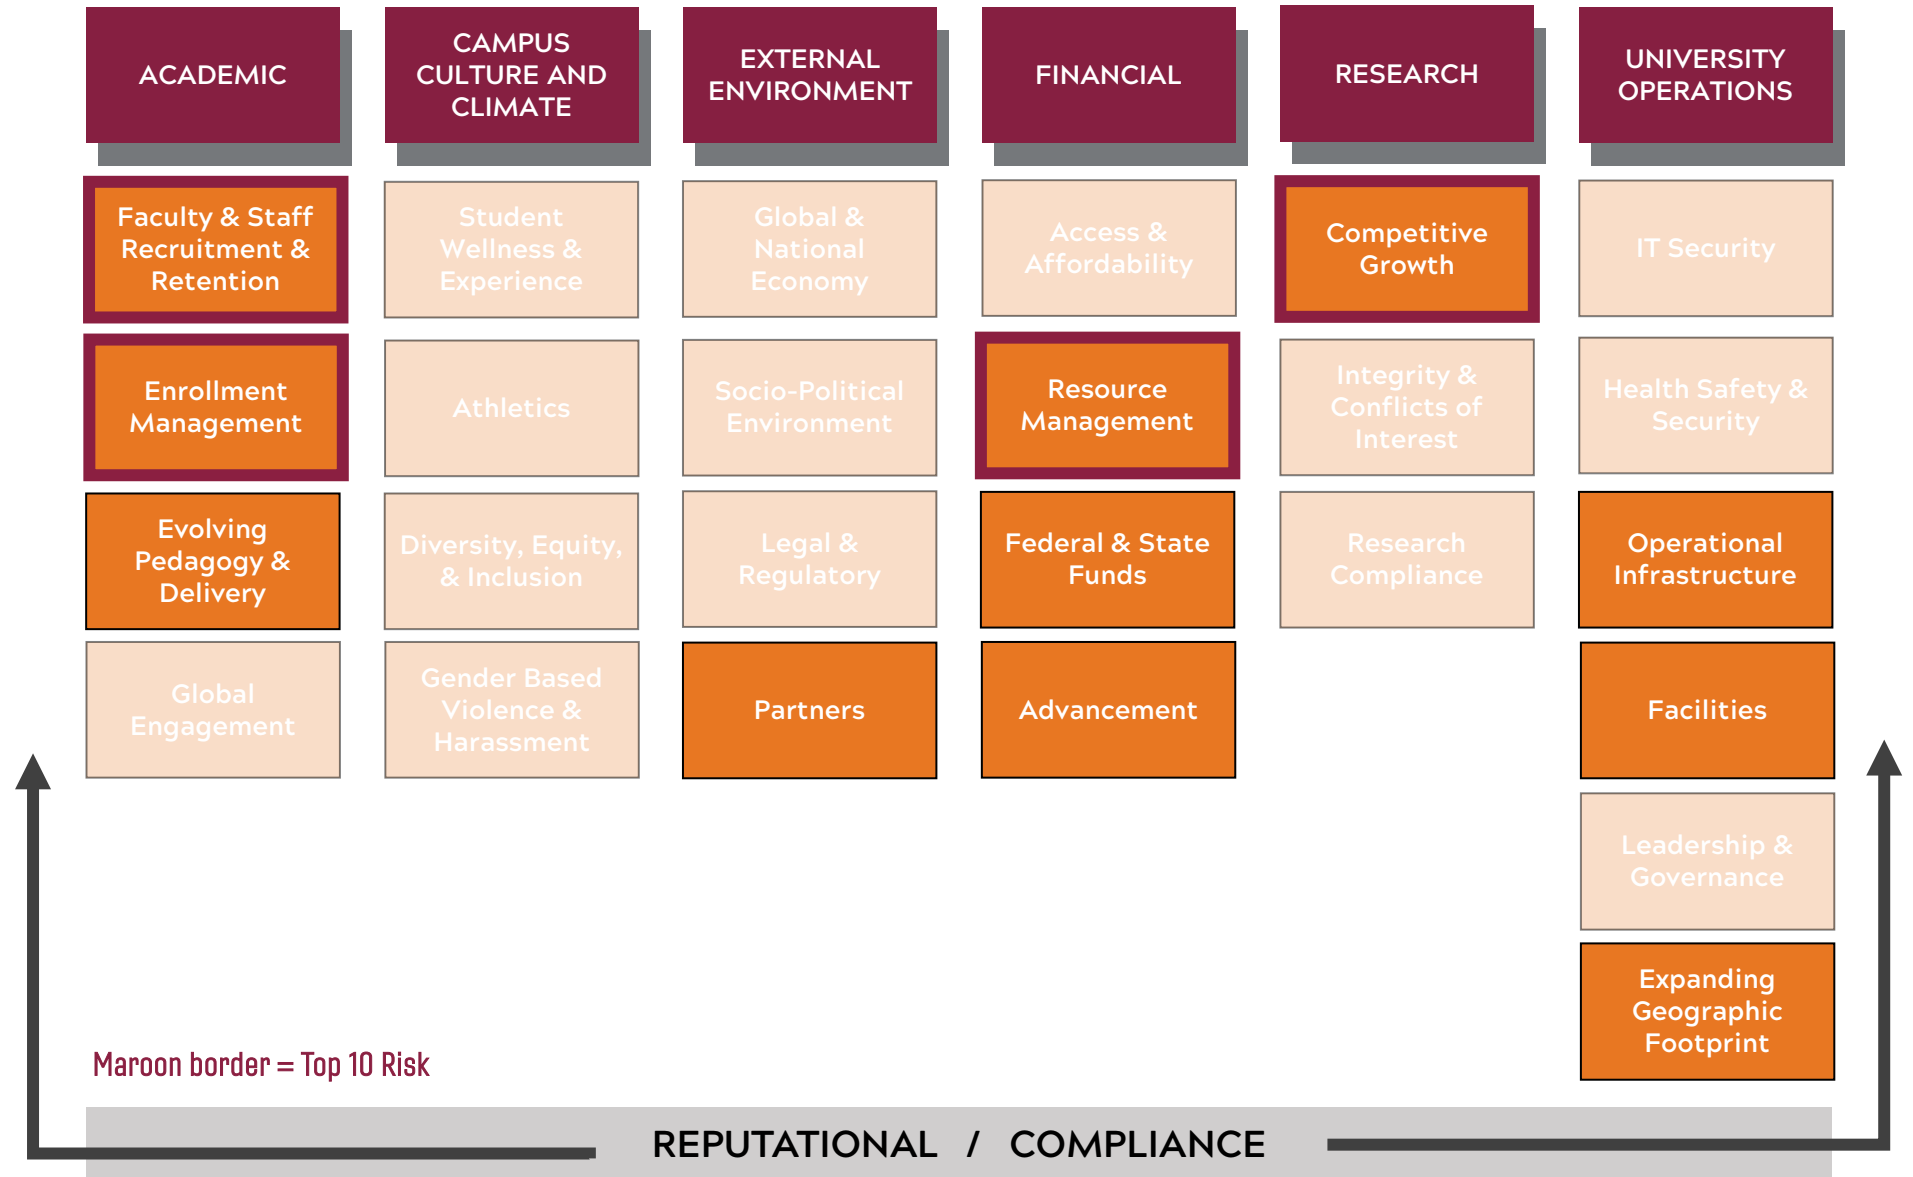 ACADEMIC
CAMPUS
CULTURE AND
CLIMATE
EXTERNAL
ENVIRONMENT
FINANCIAL
RESEARCH
UNIVERSITY
OPERATIONS
Faculty & Staff
Recruitment &
Retention
Student
Wellness &
Experience
Global &
National
Economy
Access &
Affordability
Competitive
Growth
IT Security
Enrollment
Management
Athletics
Socio-Political
Environment
Resource
Management
Integrity &
Conflicts of
Interest
Health Safety &
Security
Evolving
Pedagogy &
Delivery
Diversity, Equity,
& Inclusion
Legal &
Regulatory
Federal & State
Funds
Research
Compliance
Operational
Infrastructure
Global
Engagement
Gender Based
Violence &
Harassment
Partners
Advancement
Facilities
Leadership &
Governance
Expanding
Geographic
Footprint
Maroon border = Top 10 Risk
REPUTATIONAL / COMPLIANCE